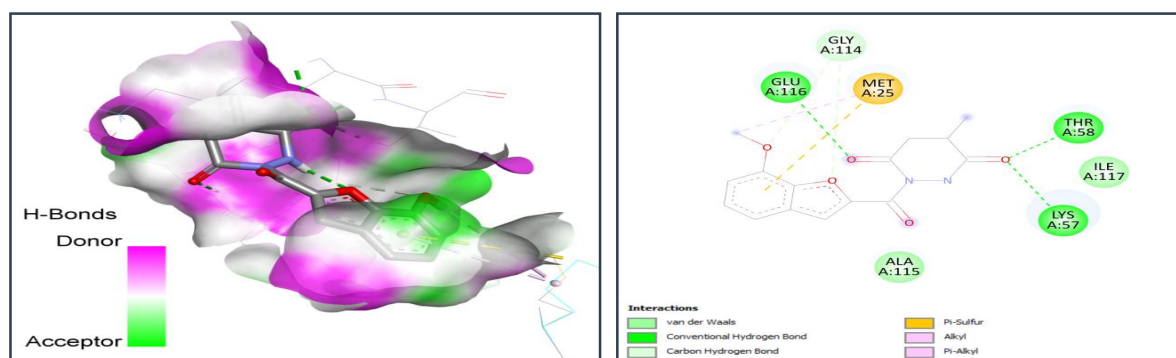 H-Bonds
Donor
Acceptor
GLY
A:114
GLU
A:116
MET
A:25
THR
A:58
ILE
A:117
LYS
A:57
ALA
A:115
O
O
O
O
N
N
O
Interactions
van der Waals
Conventional Hydrogen Bond
Carbon Hydrogen Bond
Pi-Sulfur
Alkyl
Pi-Alkyl